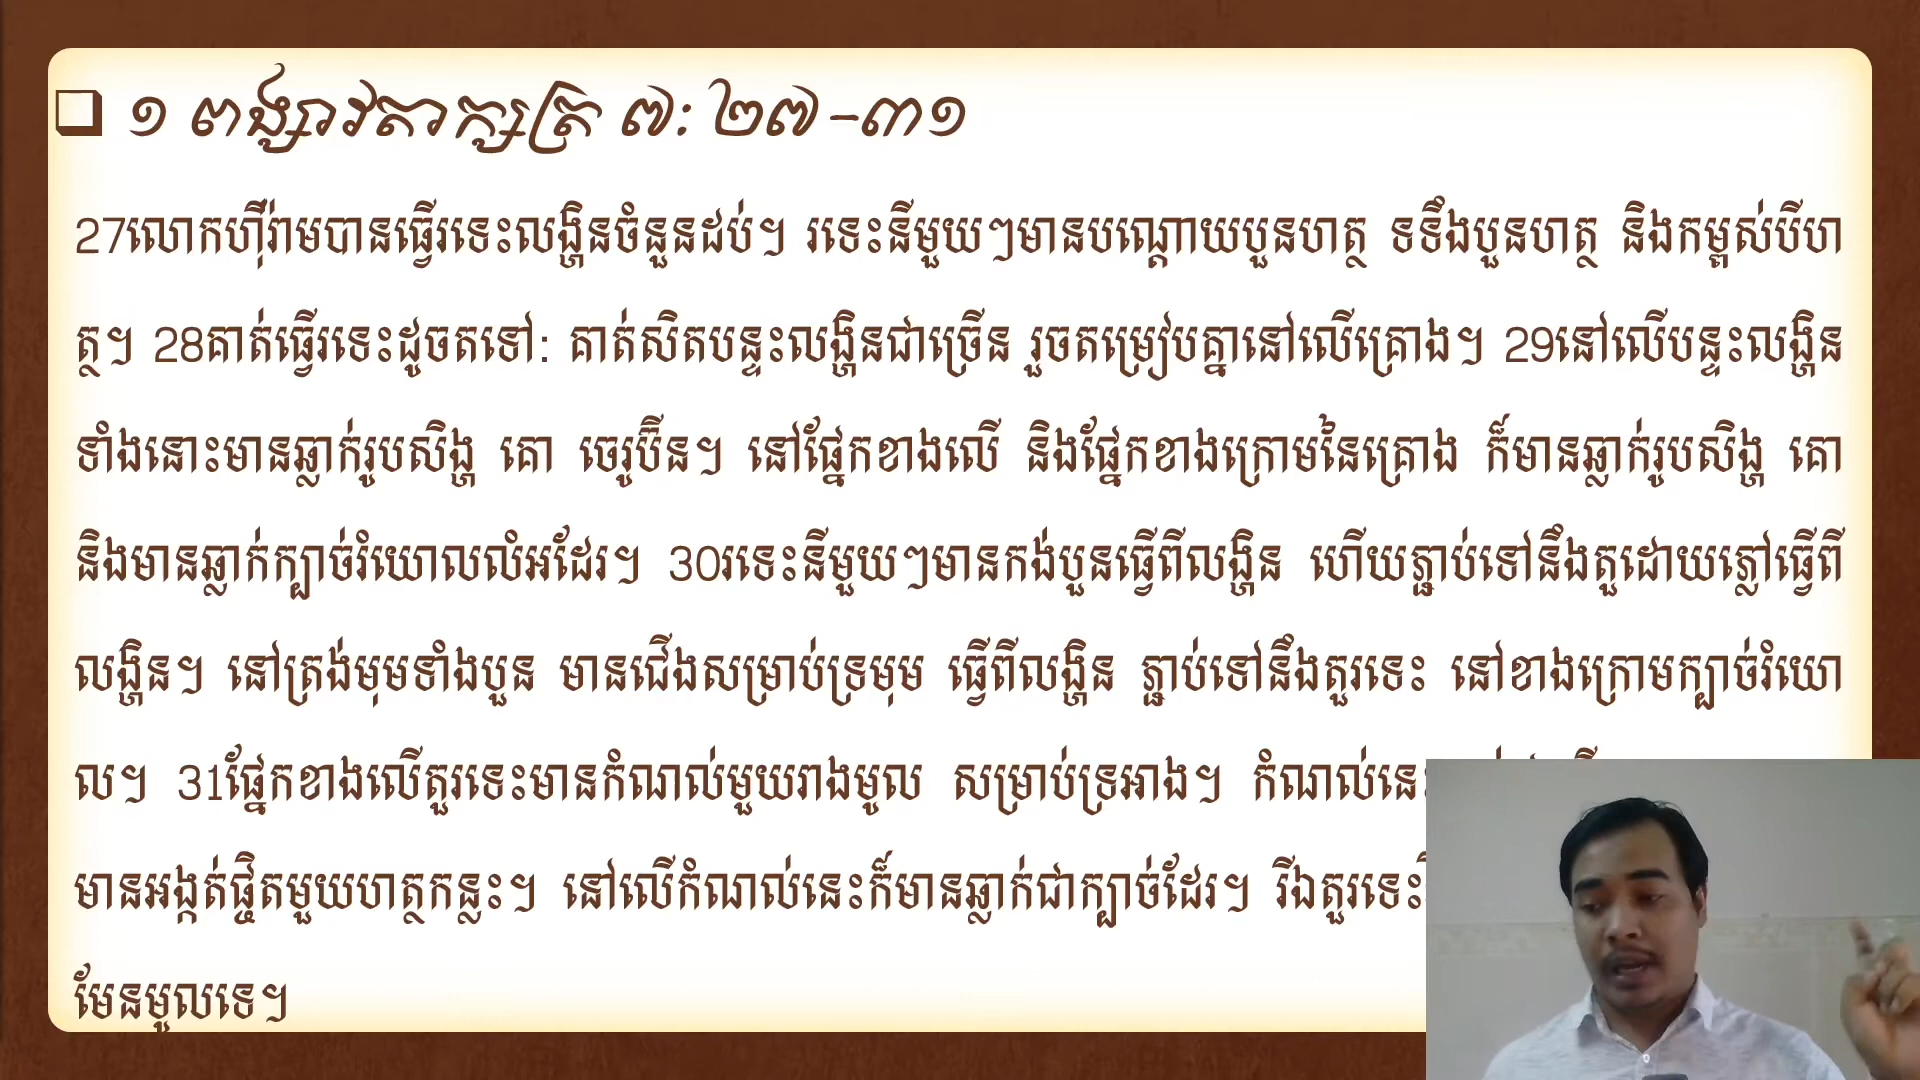 ១ ពង្សាវតាក្សត្រ ៧: ២៧-៣១
27លោកហ៊ីរ៉ាមបានធ្វើរទេះលង្ហិនចំនួនដប់។ រទេះនីមួយៗមានបណ្ដោយបួនហត្ថ ទទឹងបួនហត្ថ និងកម្ពស់បីហ
ត្ថ។ 28គាត់ធ្វើរទេះដូចតទៅ: គាត់សិតបន្ទះលង្ហិនជាច្រើន រួចតម្រៀបគ្នានៅលើគ្រោង។ 29នៅលើបន្ទះលង្ហិន
ទាំងនោះមានឆ្លាក់រូបសិង្ហ គោ ចេរូប៊ីន។ នៅផ្នែកខាងលើ និងផ្នែកខាងក្រោមនៃគ្រោង ក៏មានឆ្លាក់រូបសិង្ហ គោ
និងមានឆ្លាក់ក្បាច់រំយោលលំអដែរ។ 30រទេះនីមួយៗមានកង់បួនធ្វើពីលង្ហិន ហើយភ្ជាប់ទៅនឹងតួដោយភ្លៅធ្វើពី
លង្ហិន។ នៅត្រង់មុមទាំងបួន មានជើងសម្រាប់ទ្រមុម ធ្វើពីលង្ហិន ភ្ជាប់ទៅនឹងតួរទេះ នៅខាងក្រោមក្បាច់រំយោ
ល។ 31ផ្នែកខាងលើតួរទេះមានកំណល់មួយរាងមូល សម្រាប់ទ្រអាង។ កំណល់នេះ
មានអង្កត់ផ្ចិតមួយហត្ថកន្លះ។ នៅលើកំណល់នេះក៏មានឆ្លាក់ជាក្បាច់ដែរ។ រីឯតួរទេះ
មែនមូលទេ។